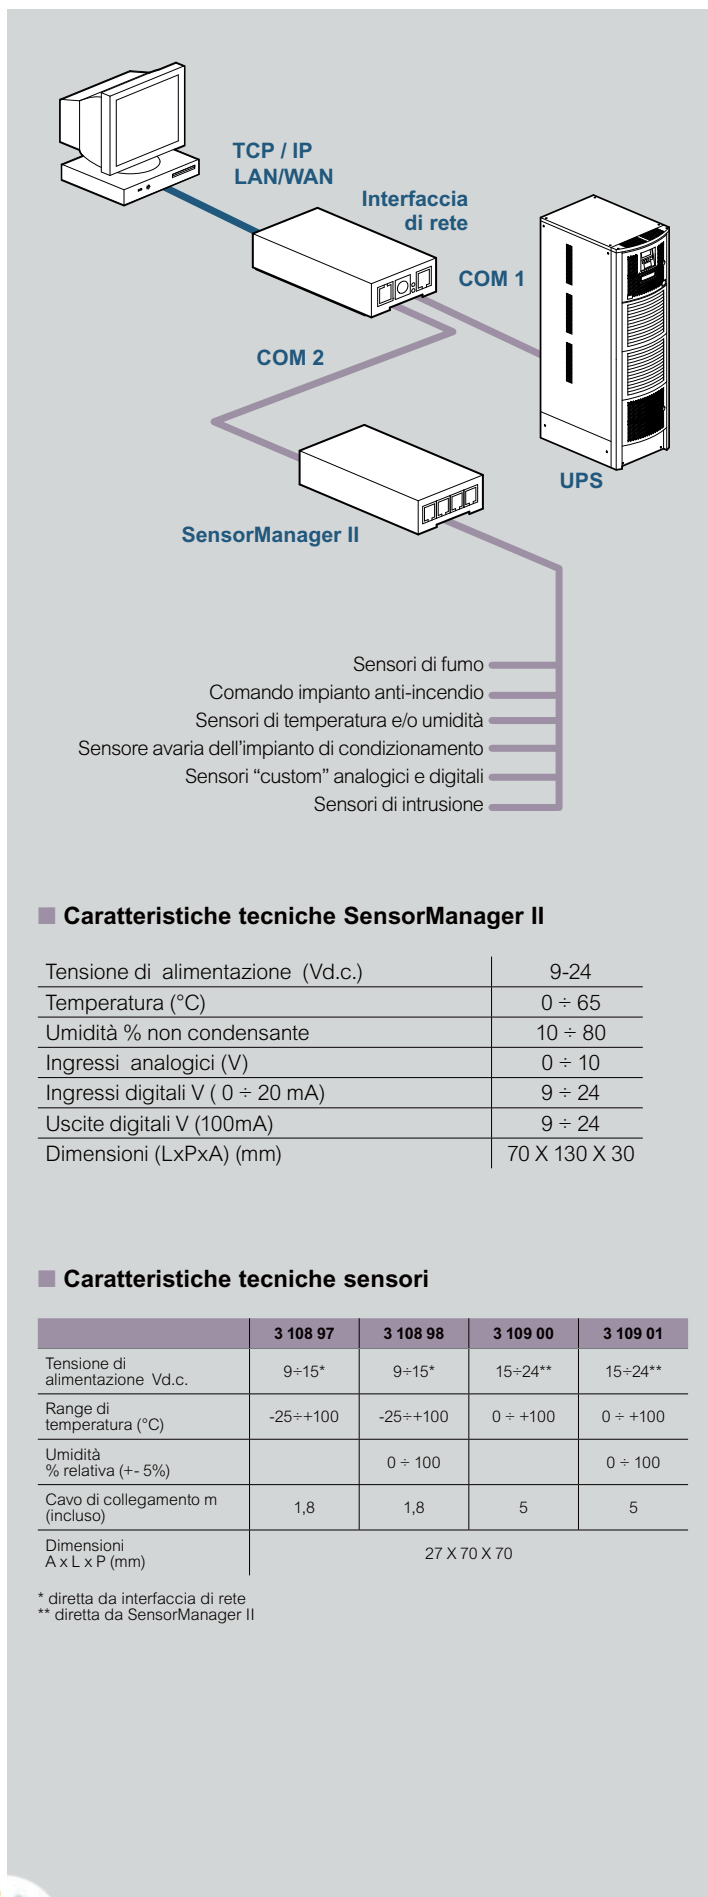 TCP / IP
LAN/WAN
Interfaccia
di rete
COM 1
COM 2
UPS
SensorManager II
Sensori di fumo
Comando impianto anti-incendio
Sensori di temperatura e/o umidità
Sensore avaria dell'impianto di condizionamento
Sensori “custom” analogici e digitali
Sensori di intrusione
Caratteristiche tecniche SensorManager II
Tensione di alimentazione (Vd.c.) 9-24
Temperatura (°C) 0 ÷ 65
Umidità % non condensante 10 ÷ 80
Ingressi analogici (V) 0 ÷ 10
Ingressi digitali V ( 0 ÷ 20 mA) 9 ÷ 24
Uscite digitali V (100mA) 9 ÷ 24
Dimensioni (LxPxA) (mm) 70 X 130 X 30
Caratteristiche tecniche sensori
3 108 97 3 108 98 3 109 00 3 109 01
Tensione di
alimentazione Vd.c. 9÷15* 9÷15* 15÷24** 15÷24**
Range di
temperatura (°C) -25÷+100 -25÷+100 0 ÷ +100 0 ÷ +100
Umidità
% relativa (+- 5%) 0 ÷ 100 0 ÷ 100
Cavo di collegamento m
(incluso) 1,8 1,8 5 5
Dimensioni
A x L x P (mm) 27 X 70 X 70
* diretta da interfaccia di rete
** diretta da SensorManager II